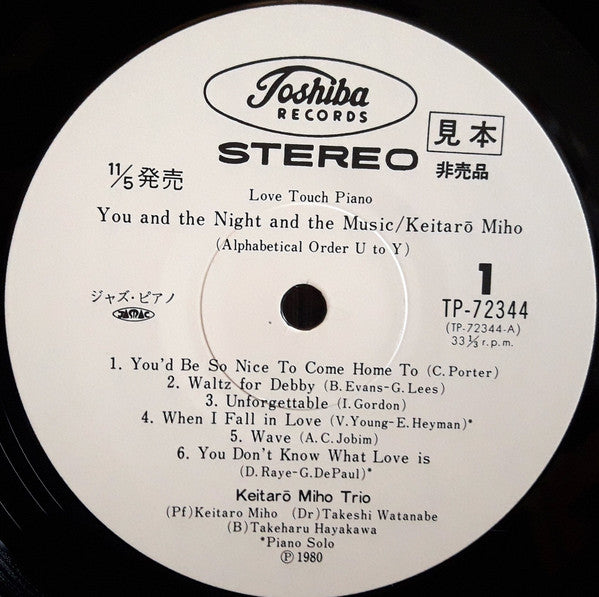 Toshiba
RECORDS
見本
STEREO
非売品
11/5発売
Love Touch Piano
You and the Night and the Music/Keitarō Miho
(Alphabetical Order U to Y)
1
ジャズ・ピアノ
TP-72344
JASRAC
(TP-72344-A)
33⅓r.p.m.
1. You'd Be So Nice To Come Home To (C. Porter)
2. Waltz for Debby (B. Evans-G. Lees)
3. Unforgettable (I. Gordon)
4. When I Fall in Love (V. Young-E. Heyman)*
5. Wave (A. C. Jobim)
6. You Don't Know What Love is
(D. Raye-G. DePaul)*
Keitarō Miho Trio
(Pf)Keitaro Miho (Dr)Takeshi Watanabe
(B)Takeharu Hayakawa
*Piano Solo
℗ 1980